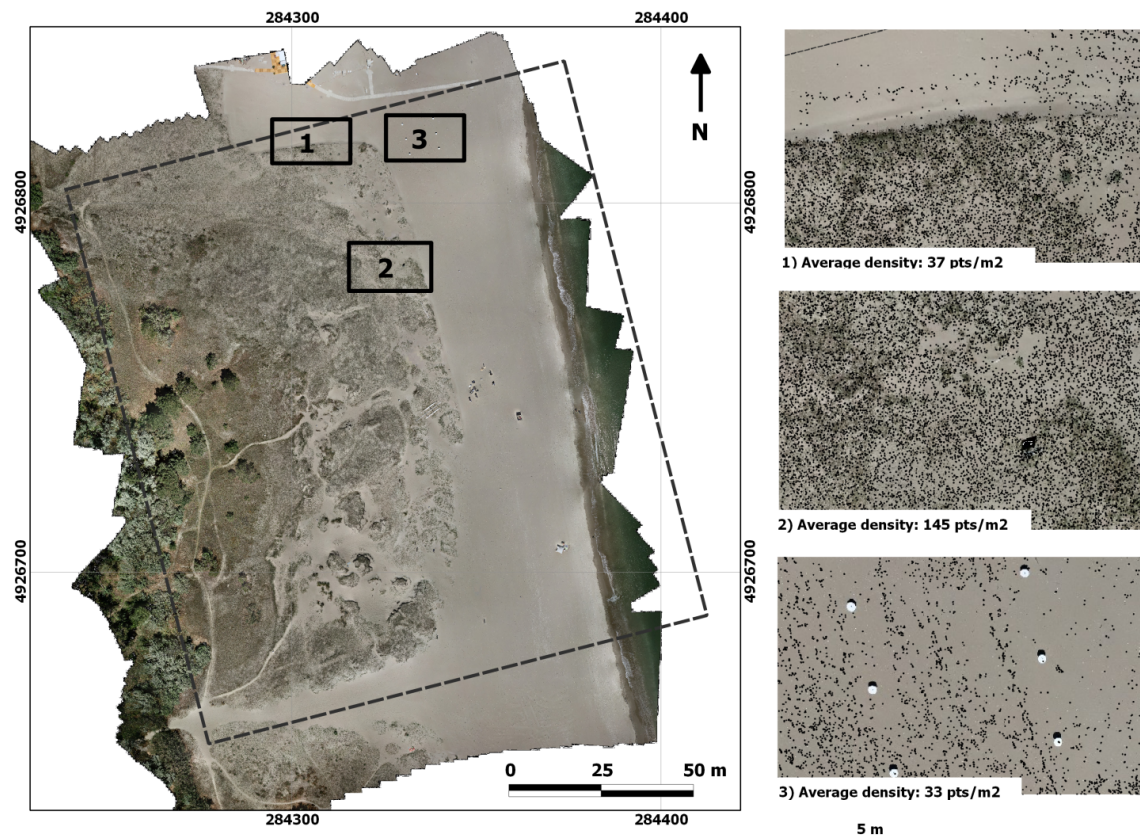 284300
284400
N
1
3
4926800
4926800
2
4926700
4926700
0
25
50 m
284300
284400
1) Average density: 37 pts/m2
2) Average density: 145 pts/m2
3) Average density: 33 pts/m2
5 m